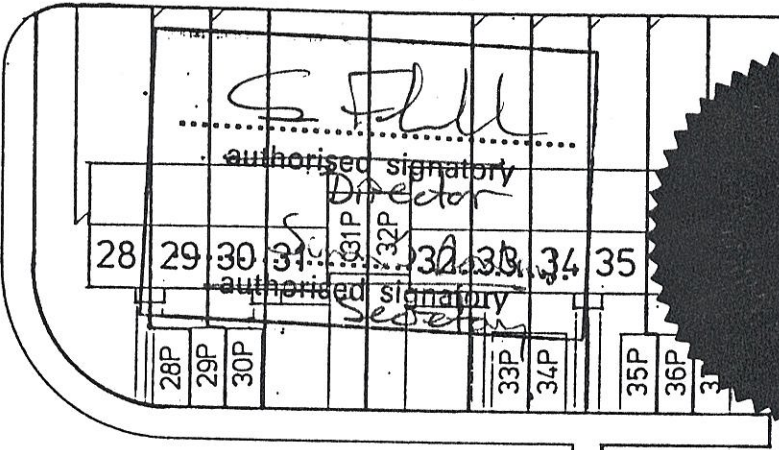 authorised signatory
Director
31P 32P
28 29 30 31 32 33 34 35
authorised signatory
Secretary
28P 29P 30P 33P 34P 35P 36P